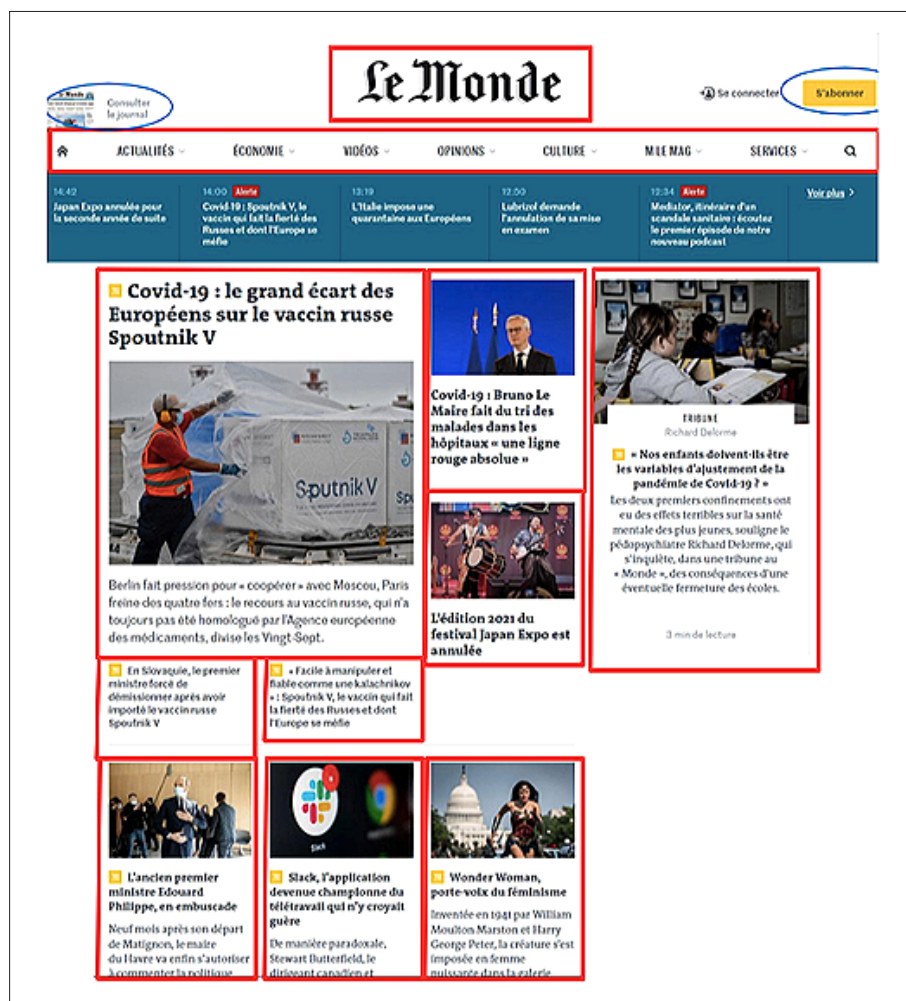 Le Monde
Consulter
le journal
Se connecter
S'abonner
ACTUALITÉS
ÉCONOMIE
VIDÉOS
OPINIONS
CULTURE
M LE MAG
SERVICES
14:42
Japan Expo annulée pour
la seconde année de suite
14:00 Alerte
Covid-19 : Spoutnik V, le
vaccin qui fait la fierté des
Russes et dont l'Europe se
méfie
13:19
L'Italie impose une
quarantaine aux Européens
12:50
Lubrizol demande
l'annulation de sa mise
en examen
12:34 Alerte
Mediator, itinéraire d'un
scandale sanitaire : écoutez
le premier épisode de notre
nouveau podcast
Voir plus >
Covid-19 : le grand écart des
Européens sur le vaccin russe
Spoutnik V
Sputnik V
Berlin fait pression pour « coopérer » avec Moscou, Paris
freine des quatre fers : le recours au vaccin russe, qui n'a
toujours pas été homologué par l'Agence européenne
des médicaments, divise les Vingt-Sept.
Covid-19 : Bruno Le
Maire fait du tri des
malades dans les
hôpitaux « une ligne
rouge absolue »
L'édition 2021 du
festival Japan Expo est
annulée
TRIBUNE
Richard Delorme
« Nos enfants doivent-ils être
les variables d'ajustement de la
pandémie de Covid-19 ? »
Les deux premiers confinements ont
eu des effets terribles sur la santé
mentale des plus jeunes, souligne le
pédopsychiatre Richard Delorme, qui
s'inquiète, dans une tribune au
« Monde », des conséquences d'une
éventuelle fermeture des écoles.
3 min de lecture
En Slovaquie, le premier
ministre forcé de
démissionner après avoir
importé le vaccin russe
Spoutnik V
« Facile à manipuler et
fiable comme une kalachnikov
» : Spoutnik V, le vaccin qui fait
la fierté des Russes et dont
l'Europe se méfie
Slack
L'ancien premier
ministre Edouard
Philippe, en embuscade
Neuf mois après son départ
de Matignon, le maire
du Havre va enfin s'autoriser
à commenter la politique
Slack, l'application
devenue championne du
télétravail qui n'y croyait
guère
De manière paradoxale,
Stewart Butterfield, le
dirigeant canadien et
Wonder Woman,
porte-voix du féminisme
Inventée en 1941 par William
Moulton Marston et Harry
George Peter, la créature s'est
imposée en femme
puissante dans la galerie